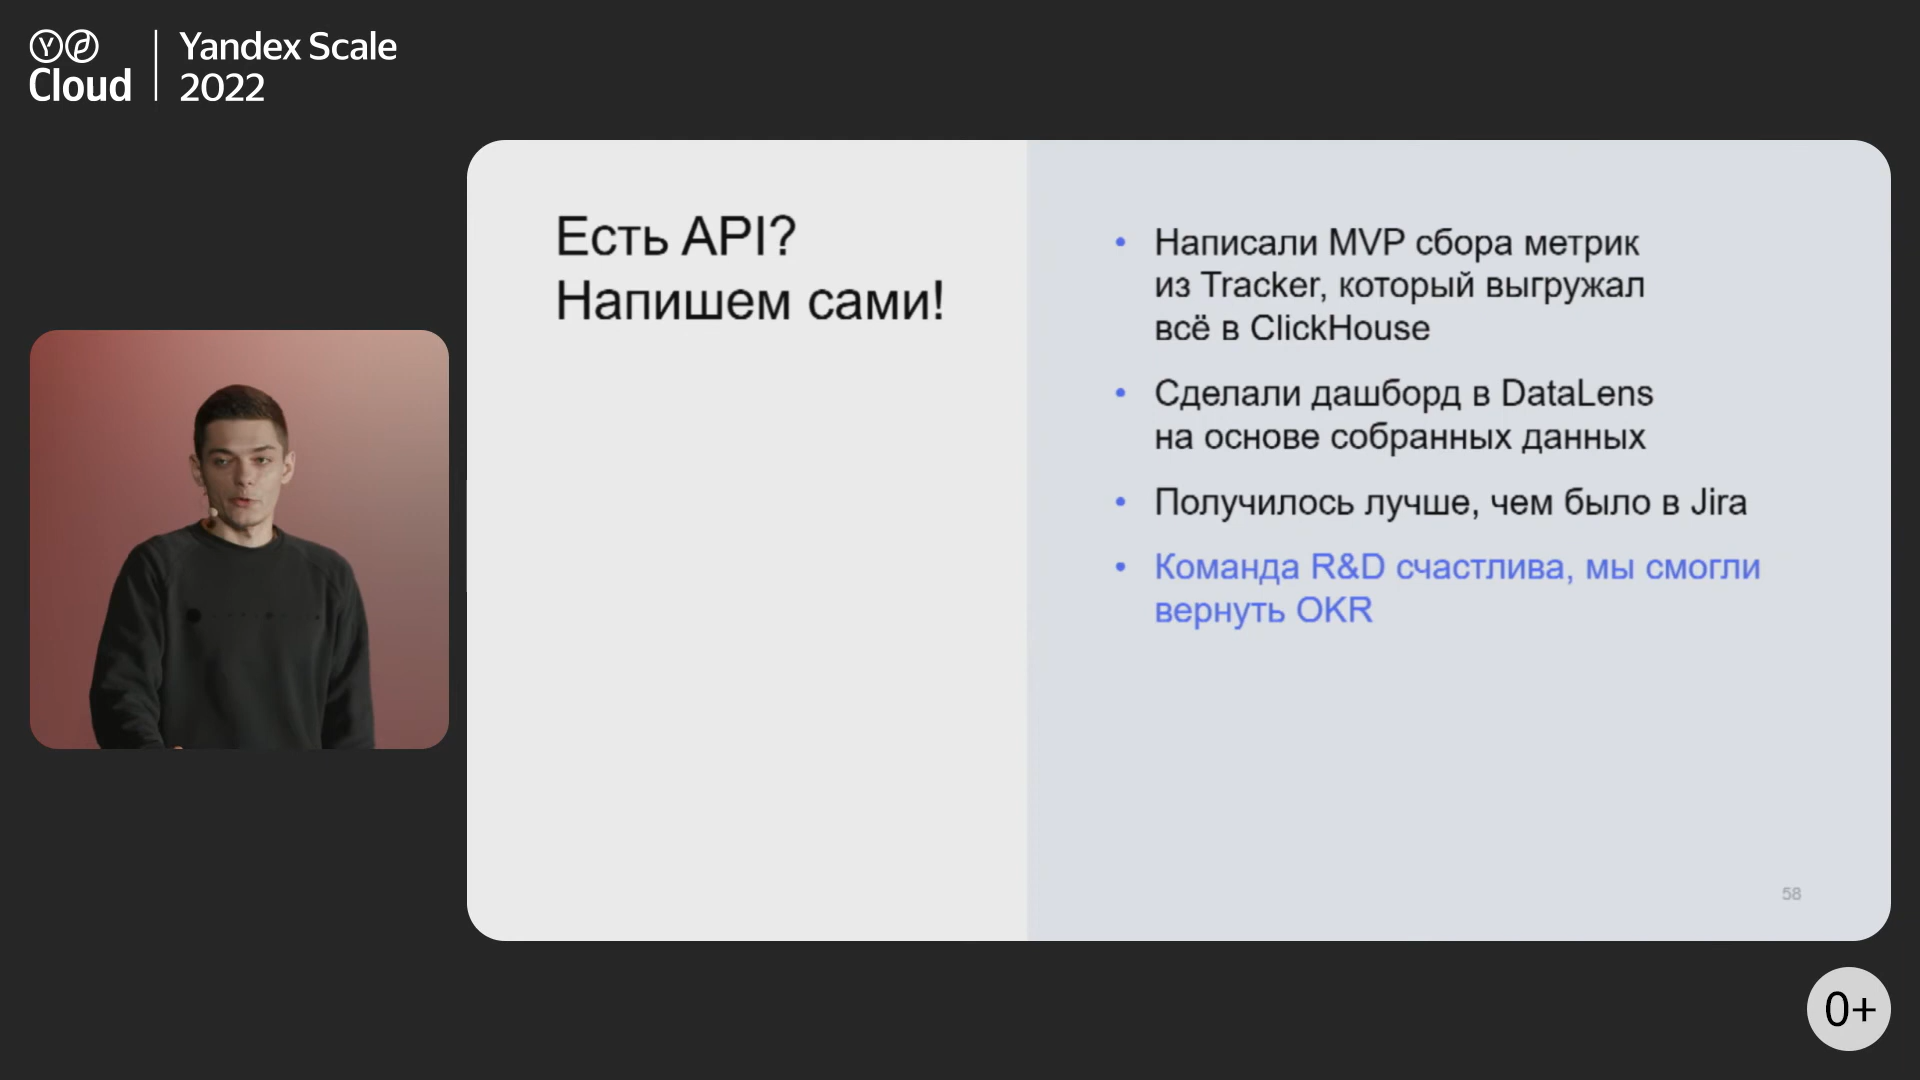 Cloud
Yandex Scale
2022
Есть API?
Напишем сами!
• Написали MVP сбора метрик
из Tracker, который выгружал
всё в ClickHouse
• Сделали дашборд в DataLens
на основе собранных данных
• Получилось лучше, чем было в Jira
• Команда R&D счастлива, мы смогли
вернуть OKR
58
0+